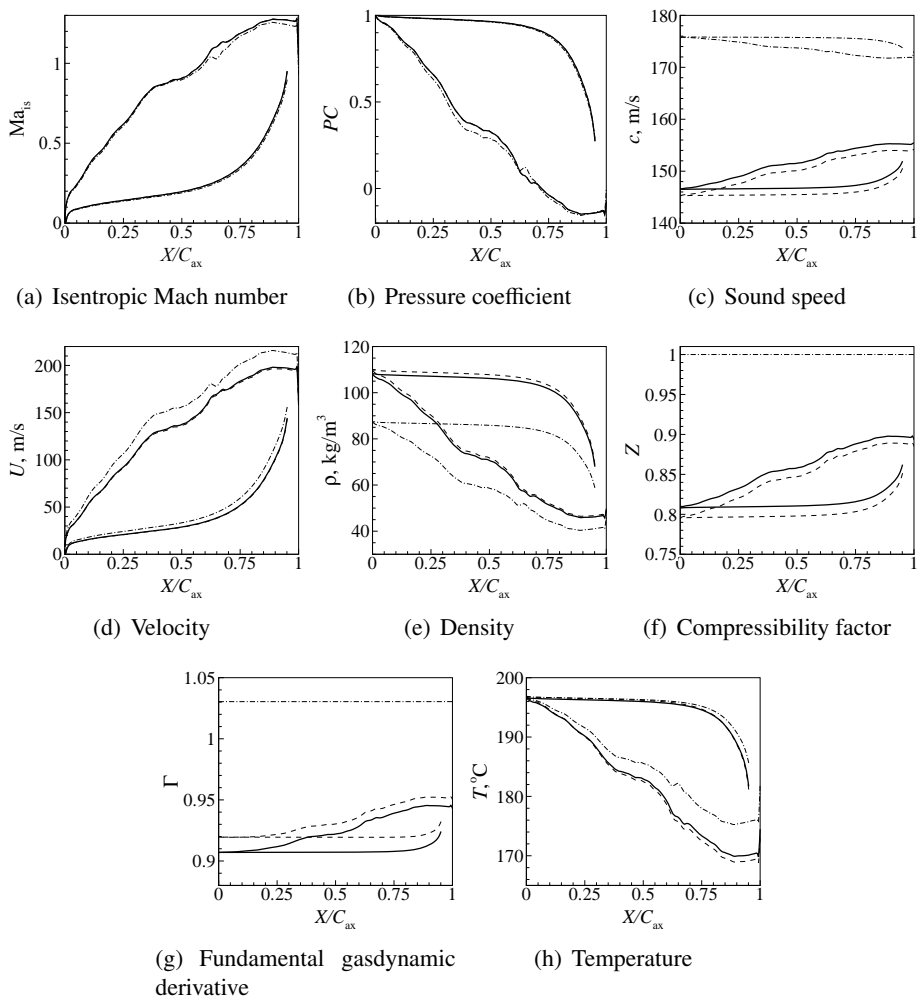 Ma_is
1
0.5
0
0 0.25 0.5 0.75 1
X/C_ax
(a) Isentropic Mach number
PC
1
0.5
0
0 0.25 0.5 0.75 1
X/C_ax
(b) Pressure coefficient
c, m/s
180
170
160
150
140
0 0.25 0.5 0.75 1
X/C_ax
(c) Sound speed
U, m/s
200
150
100
50
0
0 0.25 0.5 0.75 1
X/C_ax
(d) Velocity
ρ, kg/m³
120
100
80
60
40
0 0.25 0.5 0.75 1
X/C_ax
(e) Density
Z
1
0.95
0.9
0.85
0.8
0.75
0 0.25 0.5 0.75 1
X/C_ax
(f) Compressibility factor
Γ
1.05
1
0.95
0.9
0 0.25 0.5 0.75 1
X/C_ax
(g) Fundamental gasdynamic
derivative
T,°C
200
190
180
170
0 0.25 0.5 0.75 1
X/C_ax
(h) Temperature